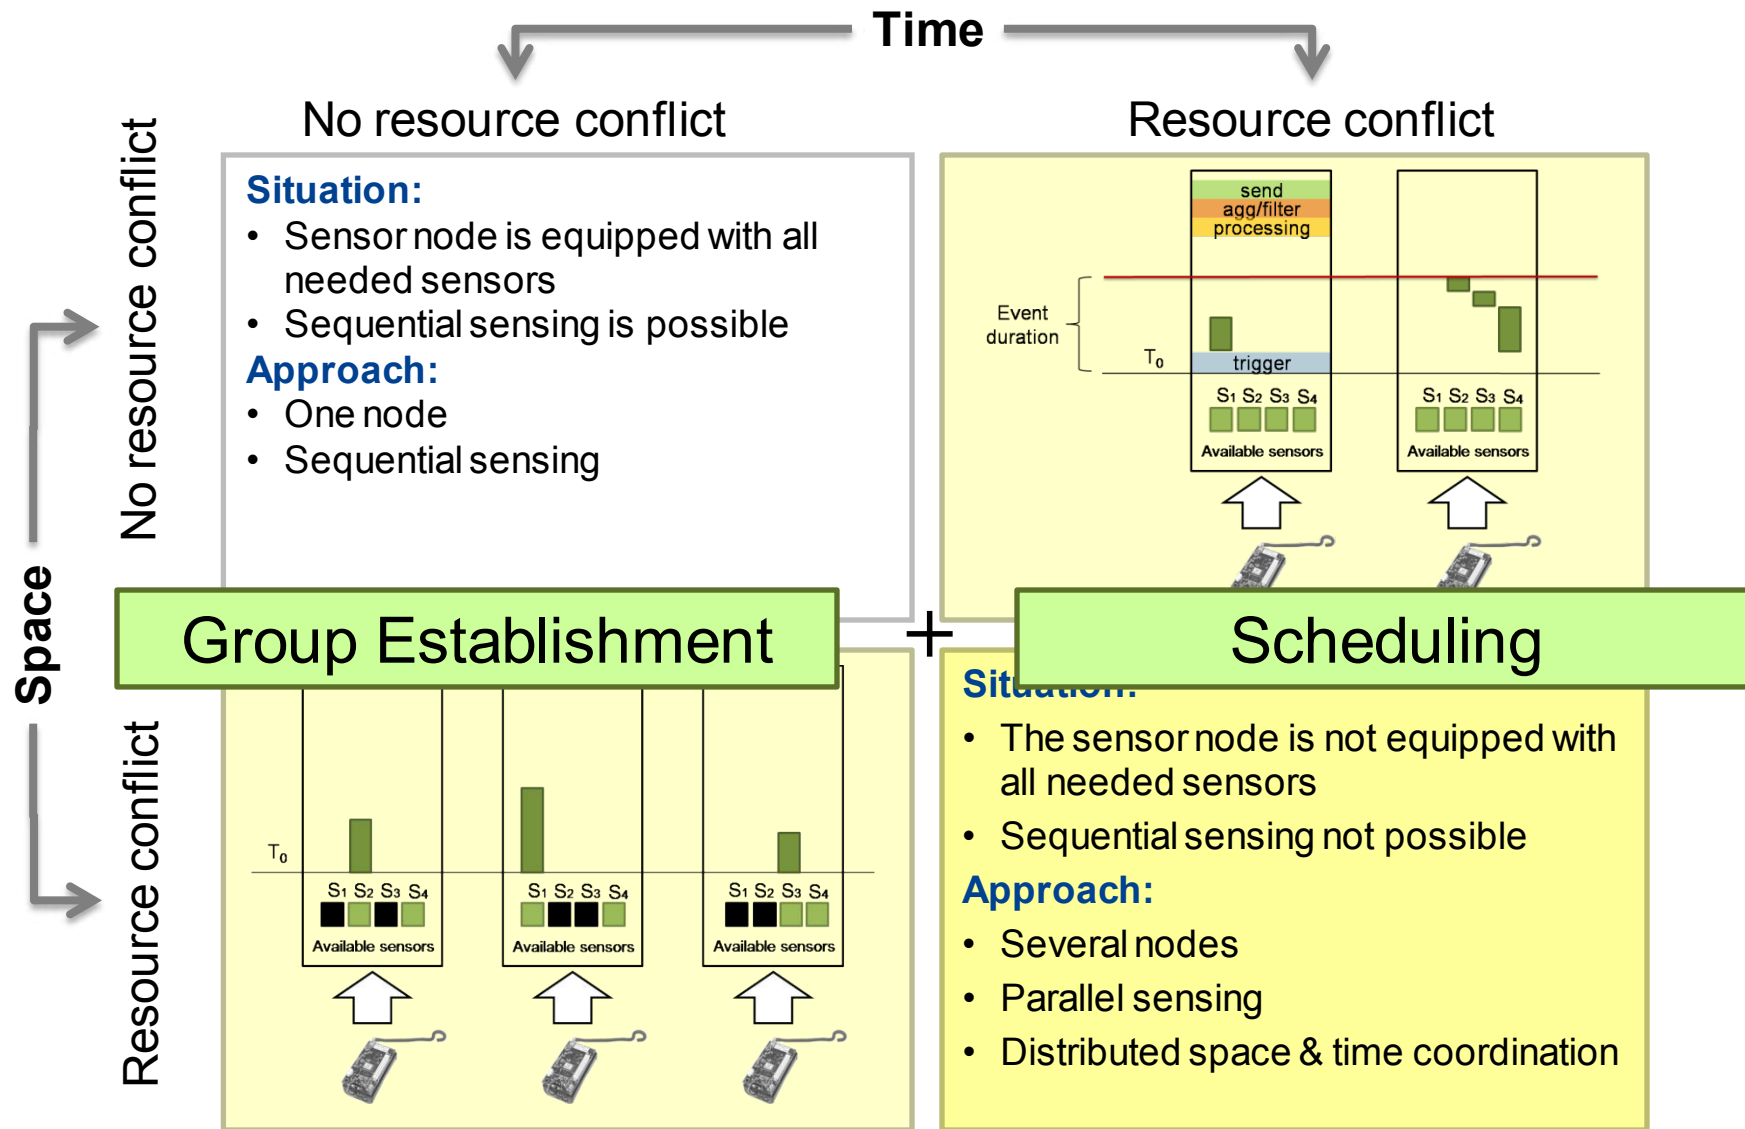 Time
No resource conflict
Resource conflict
Space
No resource conflict
Resource conflict
Situation:
• Sensor node is equipped with all
needed sensors
• Sequential sensing is possible
Approach:
• One node
• Sequential sensing
send
agg/filter
processing
Event
duration
T0
trigger
S1 S2 S3 S4
Available sensors
S1 S2 S3 S4
Available sensors
Group Establishment
+
Scheduling
T0
S1 S2 S3 S4
Available sensors
S1 S2 S3 S4
Available sensors
S1 S2 S3 S4
Available sensors
Situation:
• The sensor node is not equipped with
all needed sensors
• Sequential sensing not possible
Approach:
• Several nodes
• Parallel sensing
• Distributed space & time coordination